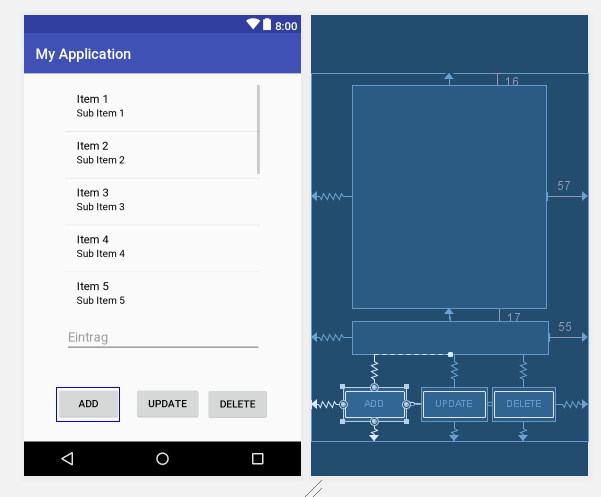 8:00
My Application
Item 1
Sub Item 1
Item 2
Sub Item 2
Item 3
Sub Item 3
Item 4
Sub Item 4
Item 5
Sub Item 5
Eintrag
ADD
UPDATE
DELETE
16
57
17
55
ADD
UPDATE
DELETE